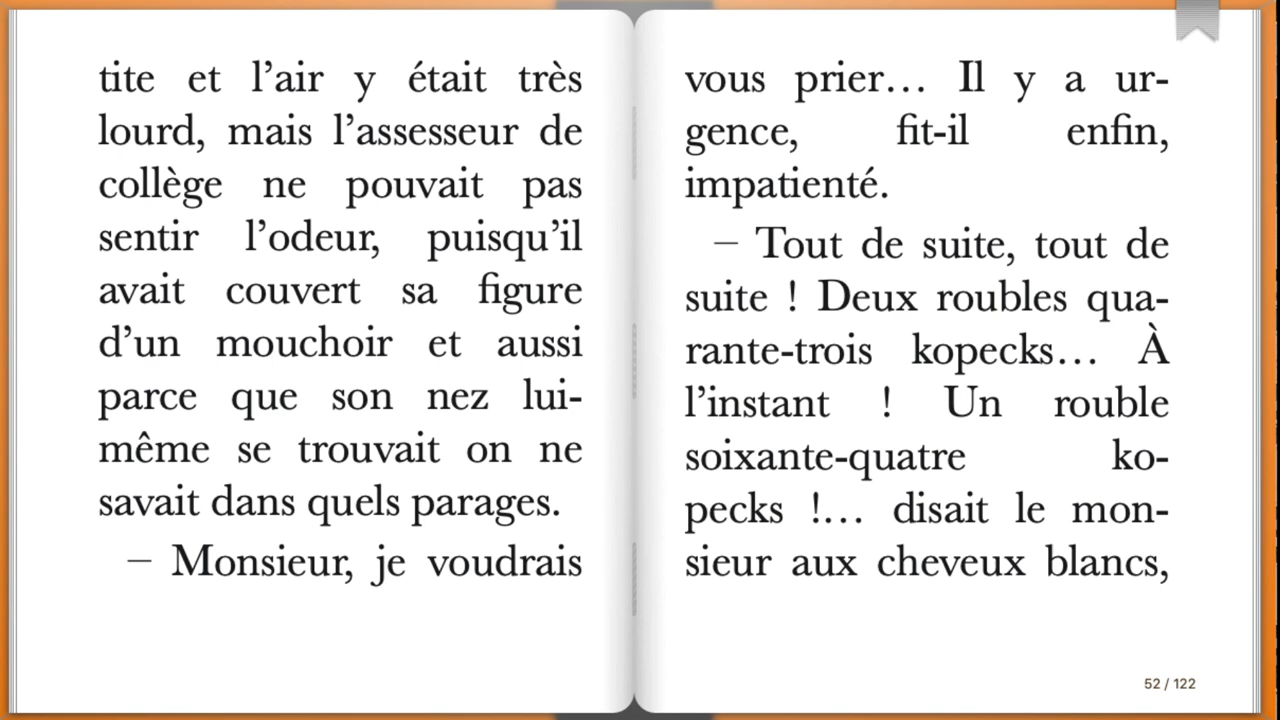 tite et l’air y était très
lourd, mais l’assesseur de
collège ne pouvait pas
sentir l’odeur, puisqu’il
avait couvert sa figure
d’un mouchoir et aussi
parce que son nez lui-
même se trouvait on ne
savait dans quels parages.
– Monsieur, je voudrais
vous prier… Il y a ur-
gence, fit-il enfin,
impatienté.
– Tout de suite, tout de
suite ! Deux roubles qua-
rante-trois kopecks… À
l’instant ! Un rouble
soixante-quatre ko-
pecks !… disait le mon-
sieur aux cheveux blancs,
52 / 122